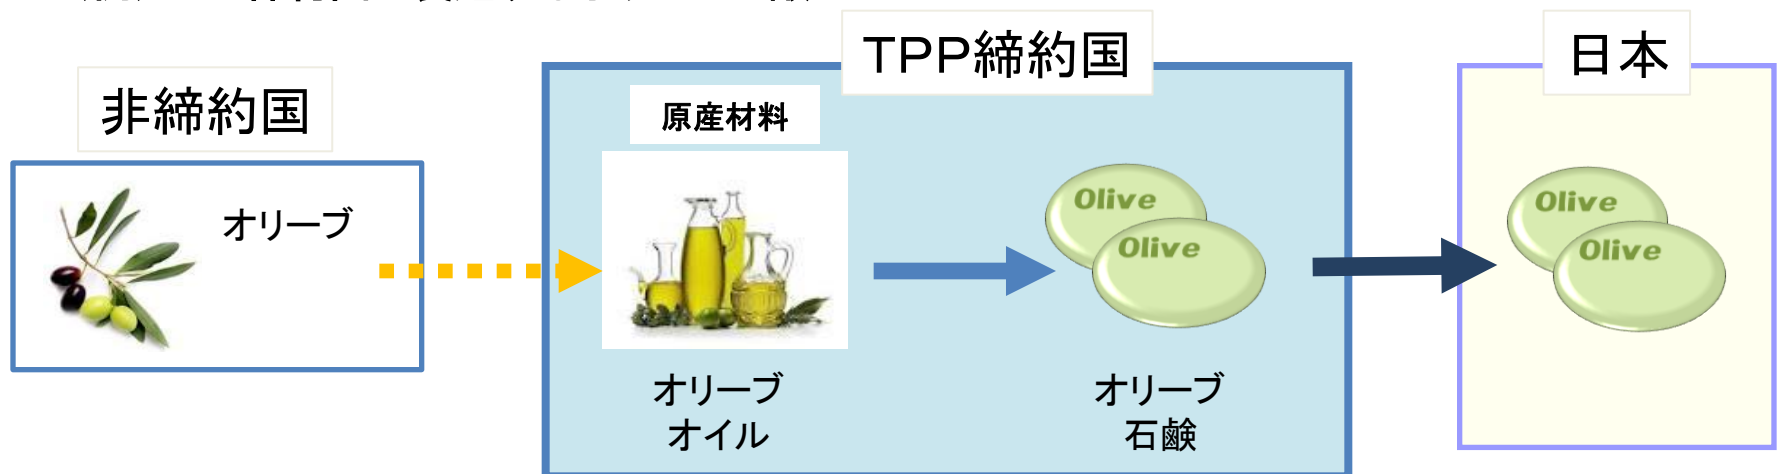 TPP締約国
日本
非締約国
原産材料
オリーブ
Olive
Olive
Olive
Olive
オリーブ
オイル
オリーブ
石鹸